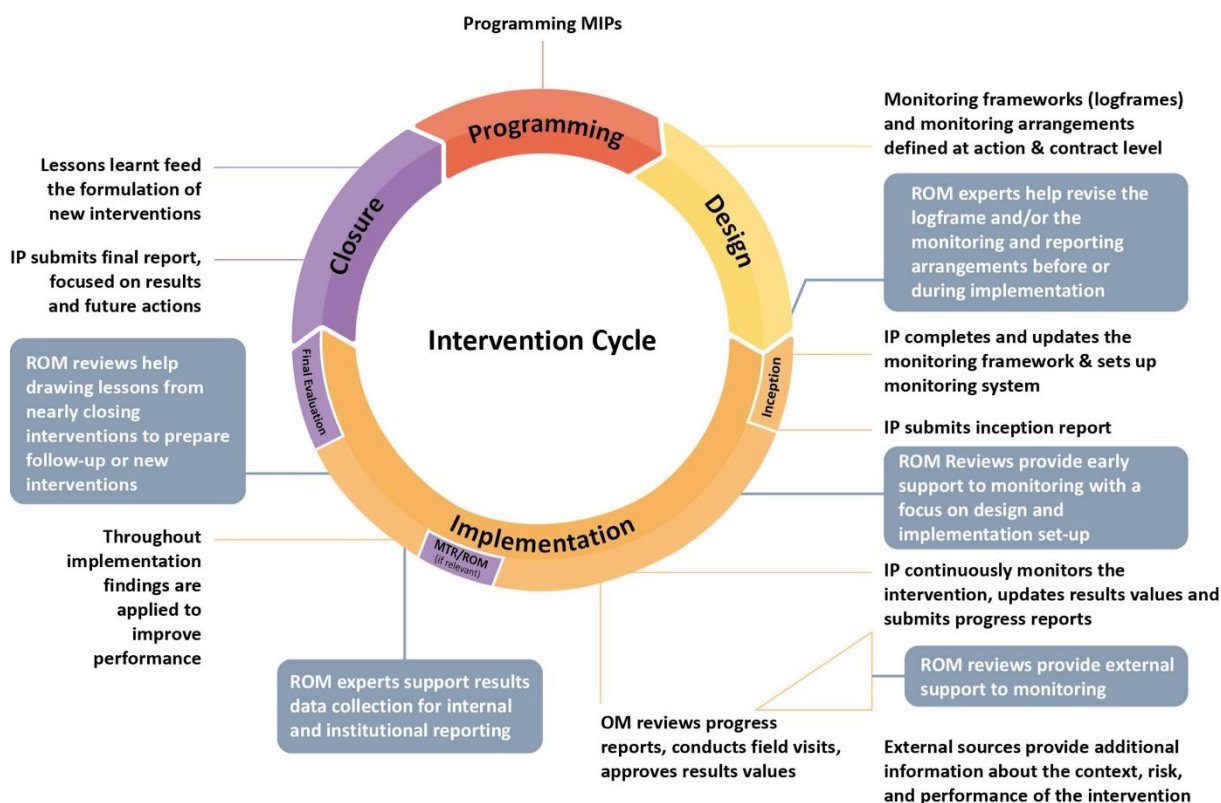 Programming MIPs
Programming
Monitoring frameworks (logframes)
and monitoring arrangements
defined at action & contract level
Design
ROM experts help revise the
logframe and/or the
monitoring and reporting
arrangements before or
during implementation
Lessons learnt feed
the formulation of
new interventions
Closure
IP submits final report,
focused on results
and future actions
Intervention Cycle
ROM reviews help
drawing lessons from
nearly closing
interventions to prepare
follow-up or new
interventions
Final Evaluation
Inception
IP completes and updates the
monitoring framework & sets up
monitoring system
IP submits inception report
ROM Reviews provide early
support to monitoring with a
focus on design and
implementation set-up
Implementation
MTR/ROM
(if relevant)
Throughout
implementation
findings are
applied to
improve
performance
IP continuously monitors the
intervention, updates results values and
submits progress reports
ROM experts support results
data collection for internal
and institutional reporting
ROM reviews provide external
support to monitoring
OM reviews progress
reports, conducts field visits,
approves results values
External sources provide additional
information about the context, risk,
and performance of the intervention